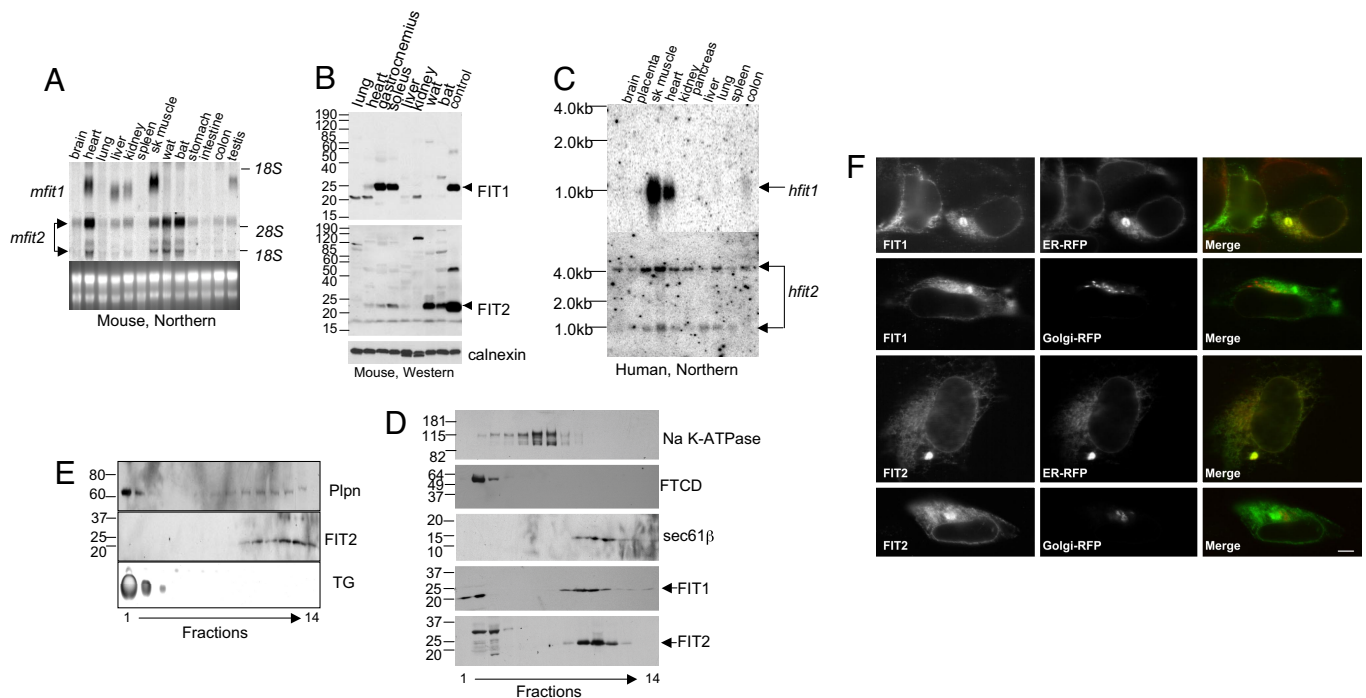 A
brain
heart
lung
liver
kidney
spleen
sk muscle
wat
bat
stomach
intestine
colon
testis
mfit1
mfit2
18S
28S
18S
Mouse, Northern
B
lung
heart
gastrocnemius
soleus
liver
kidney
wat
bat
control
190
120
85
60
50
40
25
20
15
FIT1
190
120
85
60
50
40
25
20
15
FIT2
calnexin
Mouse, Western
C
brain
placenta
sk muscle
heart
kidney
pancreas
liver
lung
spleen
colon
4.0kb
2.0kb
1.0kb
hfit1
4.0kb
2.0kb
1.0kb
hfit2
Human, Northern
D
181
115
82
Na K-ATPase
64
49
37
FTCD
20
15
10
sec61β
37
25
20
FIT1
37
25
20
FIT2
1 14
Fractions
E
80
60
Plpn
37
25
20
FIT2
TG
1 14
Fractions
F
FIT1 ER-RFP Merge
FIT1 Golgi-RFP Merge
FIT2 ER-RFP Merge
FIT2 Golgi-RFP Merge